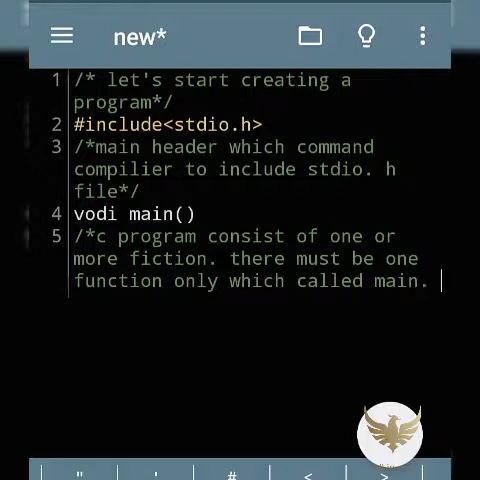 new*
1 /* let's start creating a
program*/
2 #include<stdio.h>
3 /*main header which command
compilier to include stdio. h
file*/
4 vodi main()
5 /*c program consist of one or
more fiction. there must be one
function only which called main.
" ' # < >